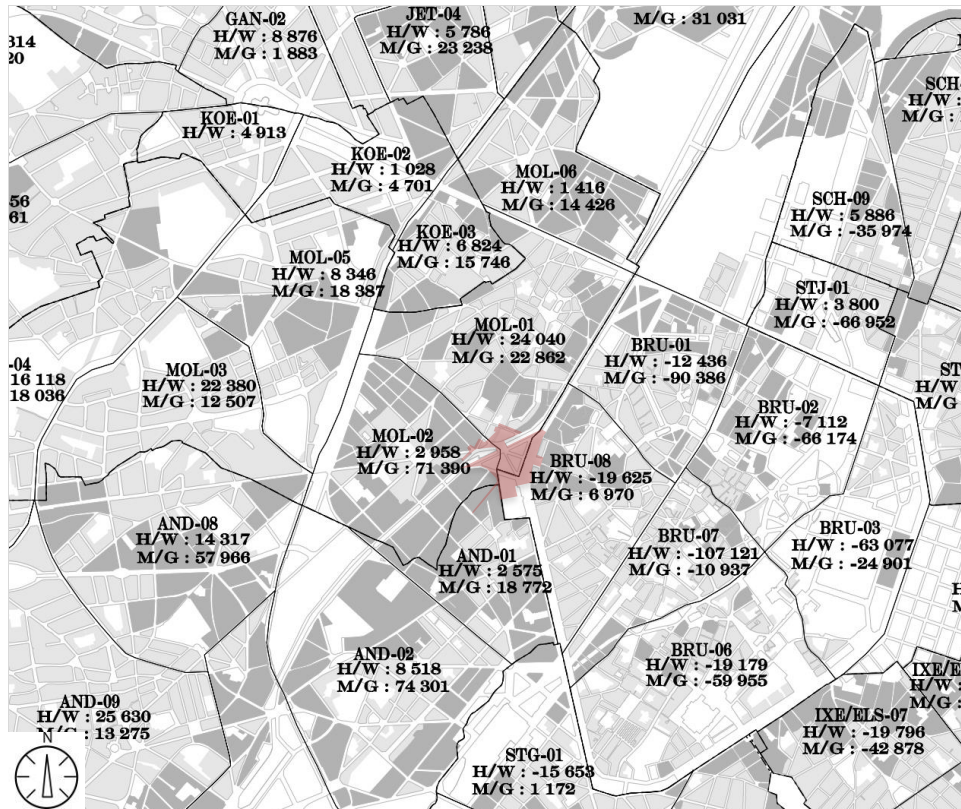 GAN-02
H/W : 8 876
M/G : 1 883
JET-04
H/W : 5 786
M/G : 23 238
M/G : 31 031
314
20
KOE-01
H/W : 4 913
KOE-02
H/W : 1 028
M/G : 4 701
MOL-06
H/W : 1 416
M/G : 14 426
SCH-
H/W :
M/G :
56
61
SCH-09
H/W : 5 886
M/G : -35 974
KOE-03
H/W : 6 824
M/G : 15 746
MOL-05
H/W : 8 346
M/G : 18 387
STJ-01
H/W : 3 800
M/G : -66 952
MOL-01
H/W : 24 040
M/G : 22 862
BRU-01
H/W : -12 436
M/G : -90 386
-04
16 118
18 036
MOL-03
H/W : 22 380
M/G : 12 507
ST
H/W
M/G
BRU-02
H/W : -7 112
M/G : -66 174
MOL-02
H/W : 2 958
M/G : 71 390
BRU-08
H/W : -19 625
M/G : 6 970
AND-08
H/W : 14 317
M/G : 57 966
BRU-07
H/W : -107 121
M/G : -10 937
BRU-03
H/W : -63 077
M/G : -24 901
AND-01
H/W : 2 575
M/G : 18 772
H
M
AND-02
H/W : 8 518
M/G : 74 301
BRU-06
H/W : -19 179
M/G : -59 955
IXE/E
H/W :
M/G :
AND-09
H/W : 25 630
M/G : 13 275
IXE/ELS-07
H/W : -19 796
M/G : -42 878
STG-01
H/W : -15 653
M/G : 1 172
N